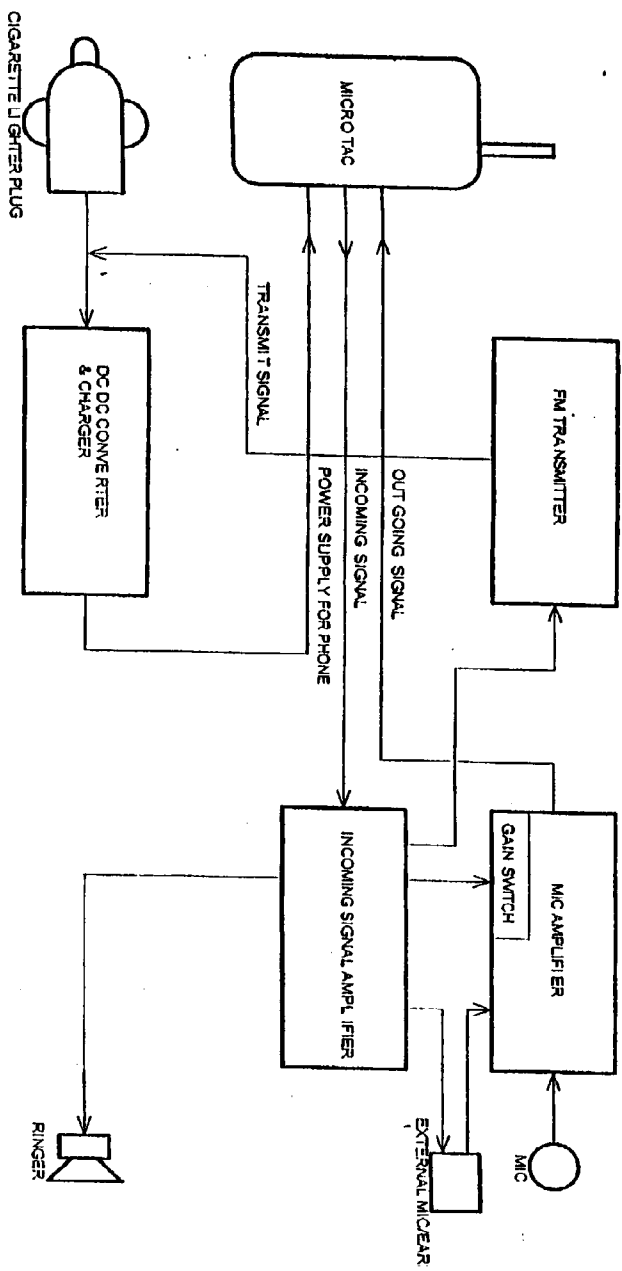 FM TRANSMITTER
MIC AMPLIFIER
GAIN SWITCH
MIC
EXTERNAL MIC/EAR
MICRO TAC
OUT GOING SIGNAL
INCOMING SIGNAL
POWER SUPPLY FOR PHONE
TRANSMIT SIGNAL
INCOMING SIGNAL AMPLIFIER
DC DC CONVERTER
& CHARGER
CIGARETTE LIGHTER PLUG
RINGER